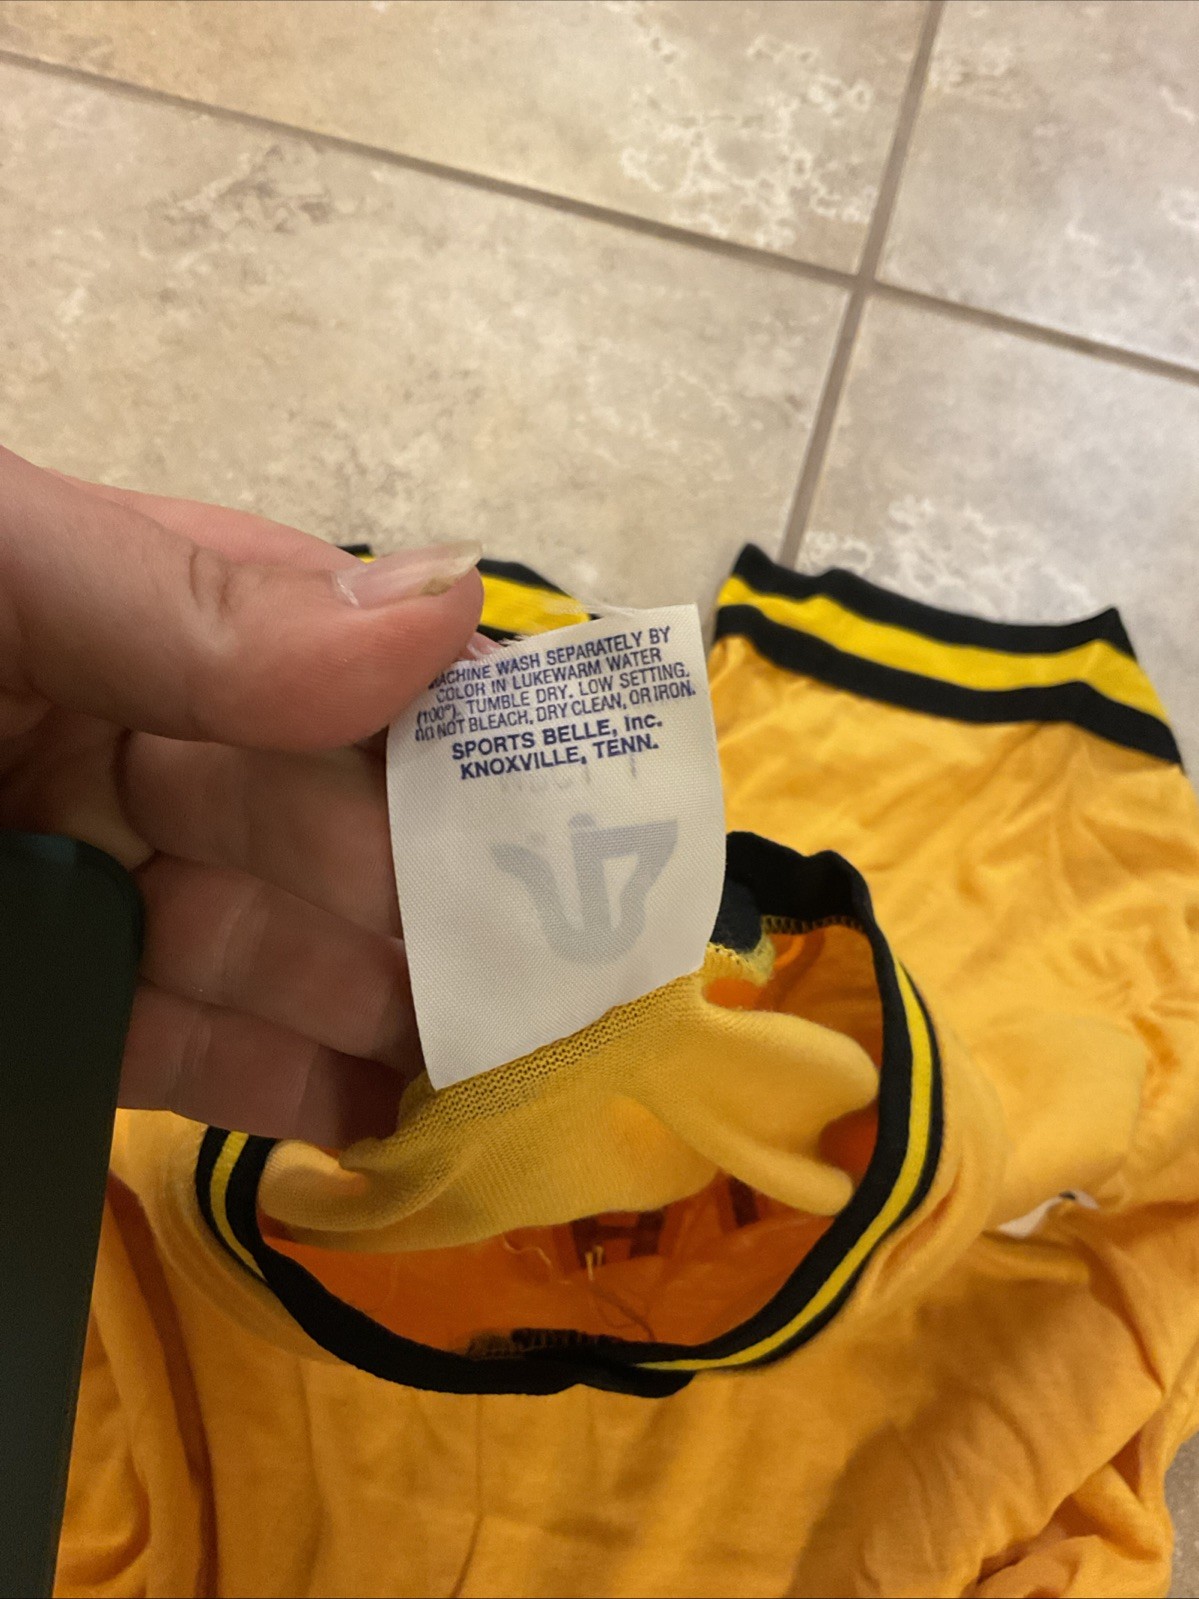 MACHINE WASH SEPARATELY BY
COLOR IN LUKEWARM WATER
(100°). TUMBLE DRY. LOW SETTING.
DO NOT BLEACH, DRY CLEAN, OR IRON.
SPORTS BELLE, Inc.
KNOXVILLE, TENN.